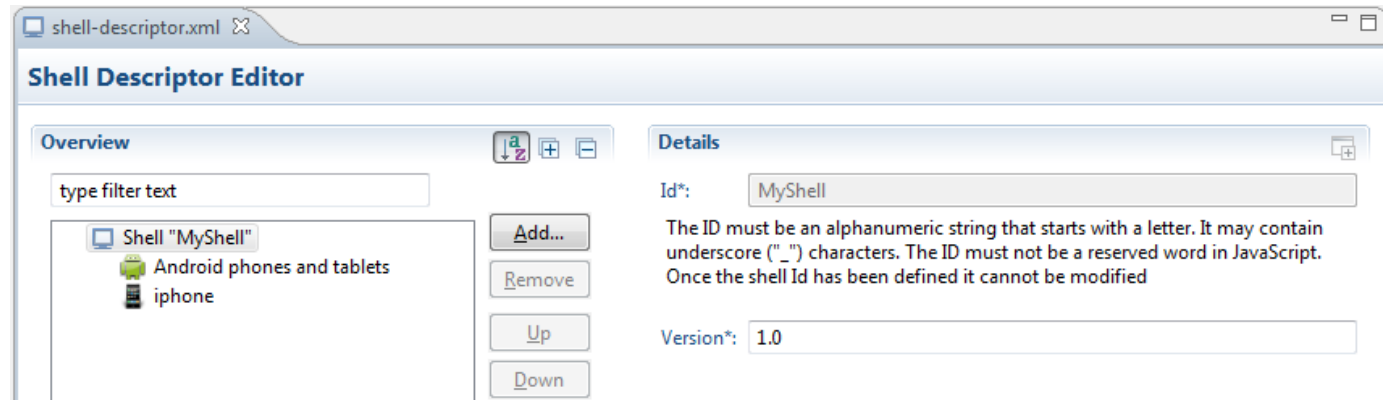 shell-descriptor.xml
Shell Descriptor Editor
Overview
type filter text
Shell "MyShell"
Android phones and tablets
iphone
Add...
Remove
Up
Down
Details
Id*: MyShell
The ID must be an alphanumeric string that starts with a letter. It may contain
underscore ("_") characters. The ID must not be a reserved word in JavaScript.
Once the shell Id has been defined it cannot be modified
Version*: 1.0